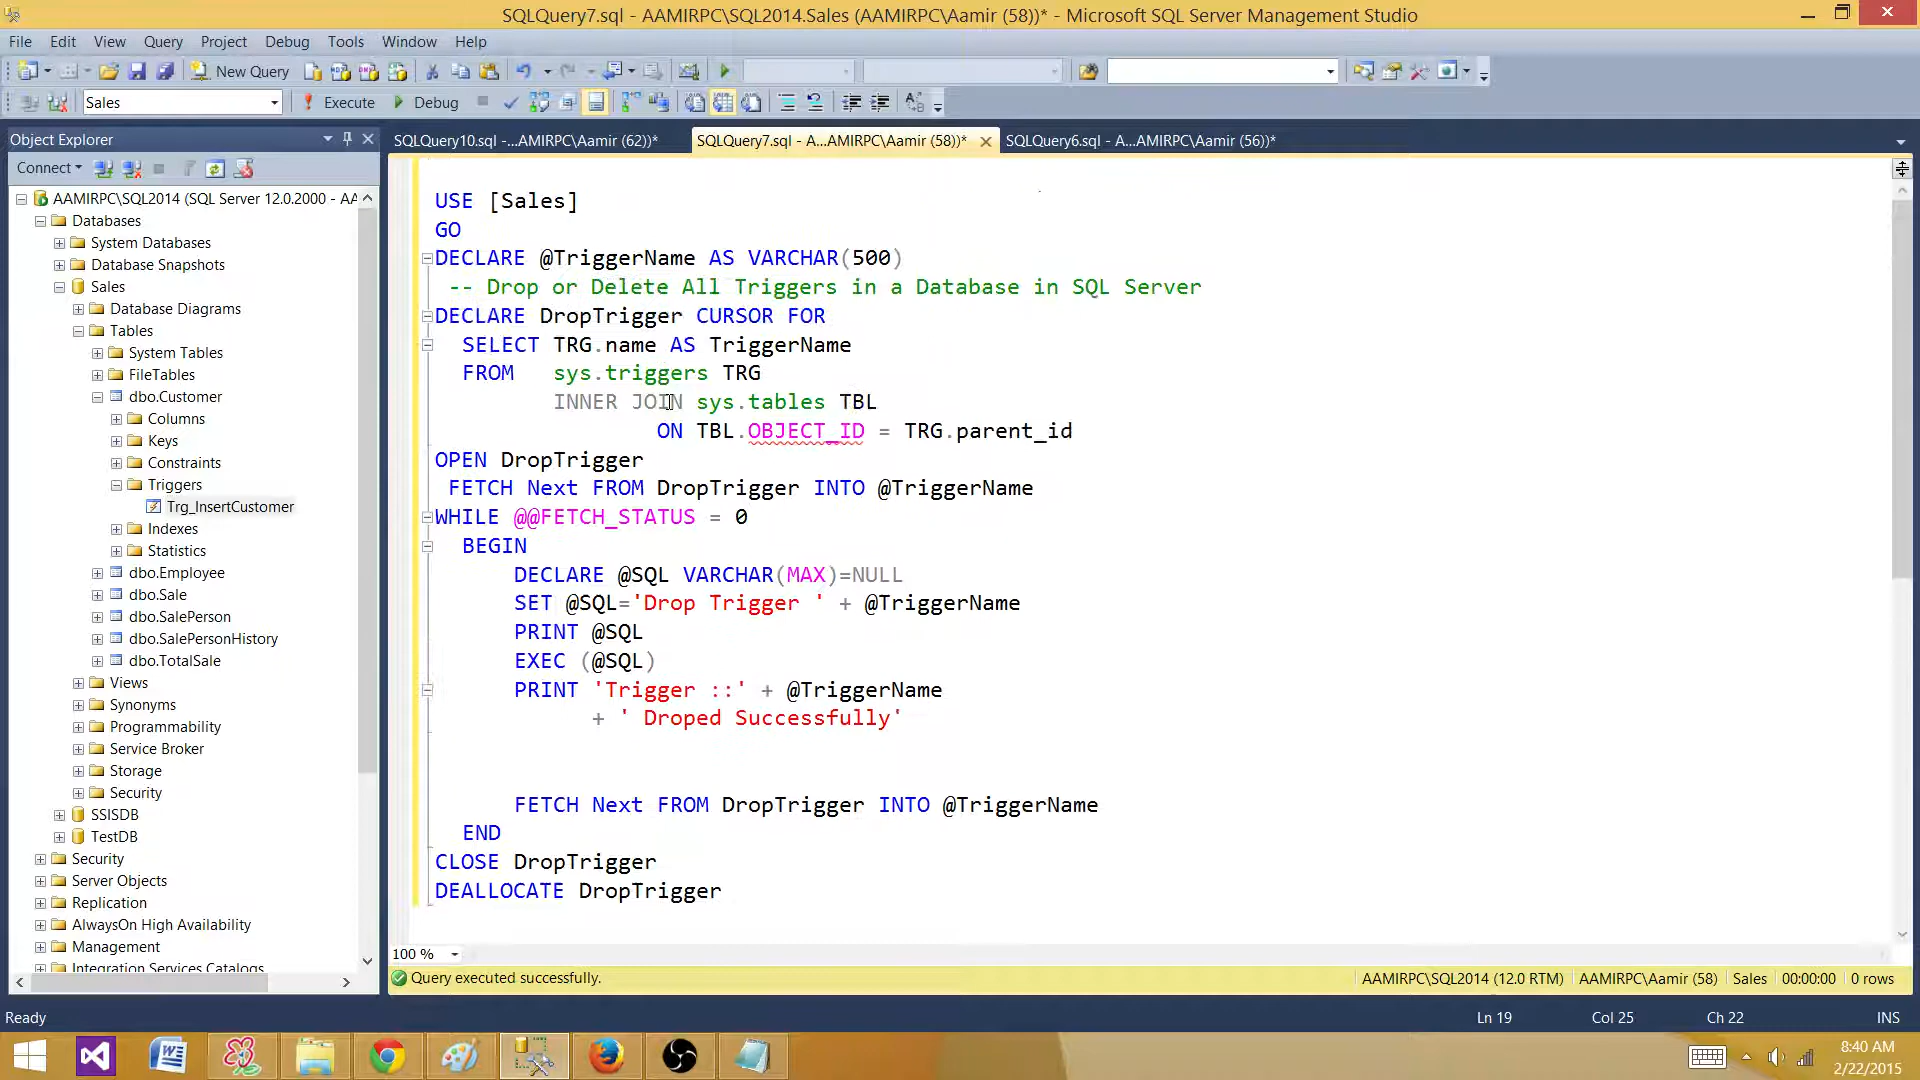 SQLQuery7.sql - AAMIRPC\SQL2014.Sales (AAMIRPC\Aamir (58))* - Microsoft SQL Server Management Studio
File Edit View Query Project Debug Tools Window Help
New Query
Sales Execute Debug
Object Explorer
SQLQuery10.sql -...AMIRPC\Aamir (62))* SQLQuery7.sql - A...AMIRPC\Aamir (58))* SQLQuery6.sql - A...AMIRPC\Aamir (56))*
Connect
AAMIRPC\SQL2014 (SQL Server 12.0.2000 - AA
Databases
System Databases
Database Snapshots
Sales
Database Diagrams
Tables
System Tables
FileTables
dbo.Customer
Columns
Keys
Constraints
Triggers
Trg_InsertCustomer
Indexes
Statistics
dbo.Employee
dbo.Sale
dbo.SalePerson
dbo.SalePersonHistory
dbo.TotalSale
Views
Synonyms
Programmability
Service Broker
Storage
Security
SSISDB
TestDB
Security
Server Objects
Replication
AlwaysOn High Availability
Management
Integration Services Catalogs
USE [Sales]
GO
DECLARE @TriggerName AS VARCHAR(500)
-- Drop or Delete All Triggers in a Database in SQL Server
DECLARE DropTrigger CURSOR FOR
SELECT TRG.name AS TriggerName
FROM sys.triggers TRG
INNER JOIN sys.tables TBL
ON TBL.OBJECT_ID = TRG.parent_id
OPEN DropTrigger
FETCH Next FROM DropTrigger INTO @TriggerName
WHILE @@FETCH_STATUS = 0
BEGIN
DECLARE @SQL VARCHAR(MAX)=NULL
SET @SQL='Drop Trigger ' + @TriggerName
PRINT @SQL
EXEC (@SQL)
PRINT 'Trigger ::' + @TriggerName
+ ' Droped Successfully'
FETCH Next FROM DropTrigger INTO @TriggerName
END
CLOSE DropTrigger
DEALLOCATE DropTrigger
100 %
Query executed successfully. AAMIRPC\SQL2014 (12.0 RTM) AAMIRPC\Aamir (58) Sales 00:00:00 0 rows
Ready Ln 19 Col 25 Ch 22 INS
8:40 AM
2/22/2015